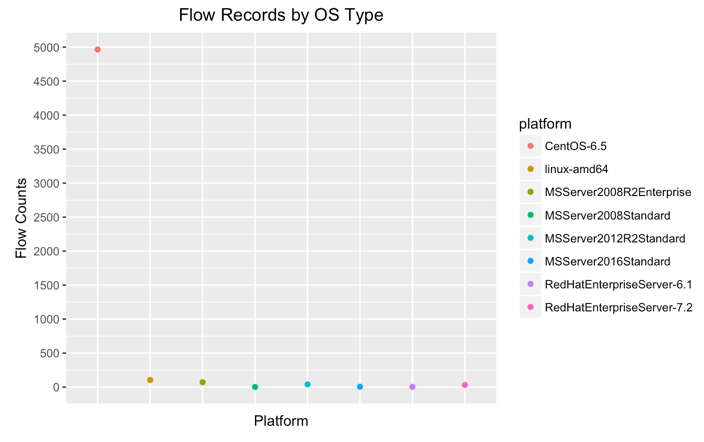 Flow Records by OS Type
Flow Counts
5000
4500
4000
3500
3000
2500
2000
1500
1000
500
0
Platform
platform
CentOS-6.5
linux-amd64
MSServer2008R2Enterprise
MSServer2008Standard
MSServer2012R2Standard
MSServer2016Standard
RedHatEnterpriseServer-6.1
RedHatEnterpriseServer-7.2